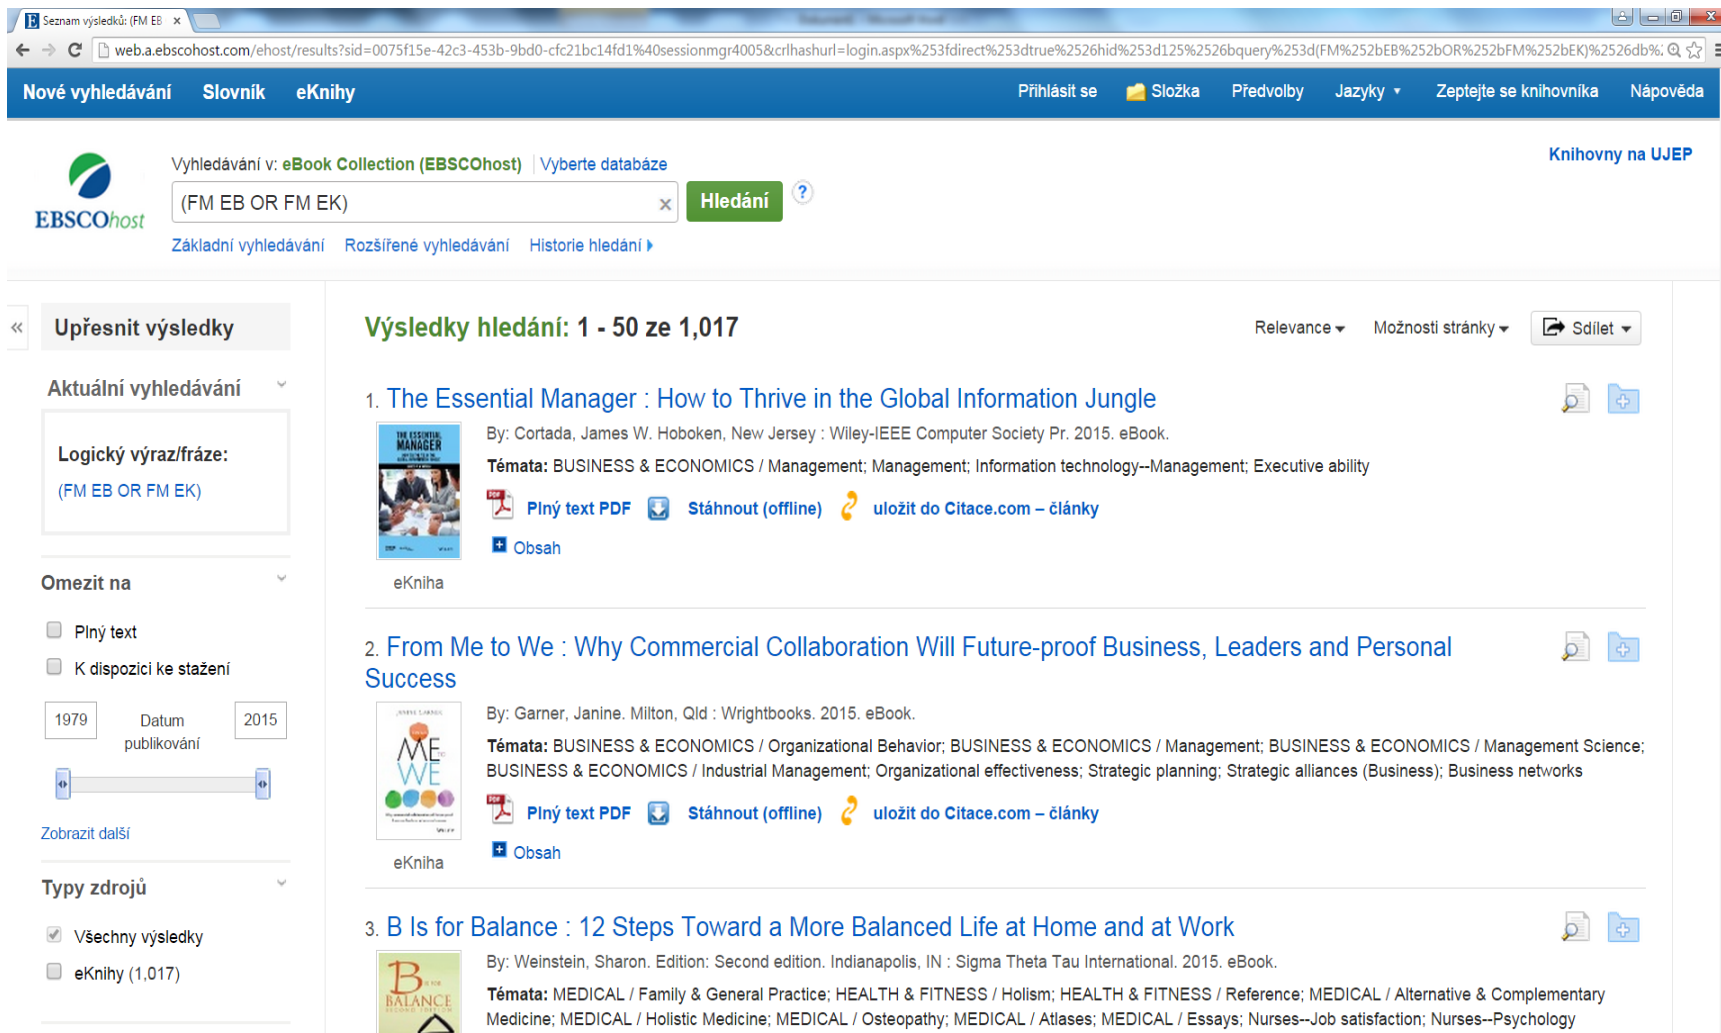 Seznam výsledků: (FM EB
web.a.ebscohost.com/ehost/results?sid=0075f15e-42c3-453b-9bd0-cfc21bc14fd1%40sessionmgr4005&crlhashurl=login.aspx%253fdirect%253dtrue%2526hid%253d125%2526bquery%253d(FM%252bEB%252bOR%252bFM%252bEK)%2526db%
Nové vyhledávání Slovník eKnihy Přihlásit se Složka Předvolby Jazyky Zeptejte se knihovníka Nápověda
Knihovny na UJEP
Vyhledávání v: eBook Collection (EBSCOhost) Vyberte databáze
(FM EB OR FM EK) × Hledání ?
EBSCOhost
Základní vyhledávání Rozšířené vyhledávání Historie hledání
« Upřesnit výsledky
Aktuální vyhledávání
Logický výraz/fráze:
(FM EB OR FM EK)
Omezit na
Plný text
K dispozici ke stažení
1979 Datum publikování 2015
Zobrazit další
Typy zdrojů
Všechny výsledky
eKnihy (1,017)
Výsledky hledání: 1 - 50 ze 1,017
Relevance Možnosti stránky Sdílet
1. The Essential Manager : How to Thrive in the Global Information Jungle
By: Cortada, James W. Hoboken, New Jersey : Wiley-IEEE Computer Society Pr. 2015. eBook.
Témata: BUSINESS & ECONOMICS / Management; Management; Information technology--Management; Executive ability
THE ESSENTIAL
MANAGER
PDF Plný text PDF Stáhnout (offline) uložit do Citace.com – články
Obsah
eKniha
2. From Me to We : Why Commercial Collaboration Will Future-proof Business, Leaders and Personal
Success
By: Garner, Janine. Milton, Qld : Wrightbooks. 2015. eBook.
Témata: BUSINESS & ECONOMICS / Organizational Behavior; BUSINESS & ECONOMICS / Management; BUSINESS & ECONOMICS / Management Science;
BUSINESS & ECONOMICS / Industrial Management; Organizational effectiveness; Strategic planning; Strategic alliances (Business); Business networks
JANINE GARNER
ME
WE
PDF Plný text PDF Stáhnout (offline) uložit do Citace.com – články
Obsah
eKniha
3. B Is for Balance : 12 Steps Toward a More Balanced Life at Home and at Work
By: Weinstein, Sharon. Edition: Second edition. Indianapolis, IN : Sigma Theta Tau International. 2015. eBook.
Témata: MEDICAL / Family & General Practice; HEALTH & FITNESS / Holism; HEALTH & FITNESS / Reference; MEDICAL / Alternative & Complementary
Medicine; MEDICAL / Holistic Medicine; MEDICAL / Osteopathy; MEDICAL / Atlases; MEDICAL / Essays; Nurses--Job satisfaction; Nurses--Psychology
B IS FOR
BALANCE
SECOND EDITION